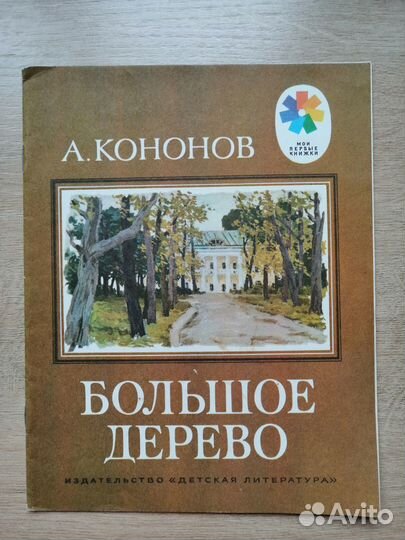 А. КОНОНОВ
МОИ
ПЕРВЫЕ
КНИЖКИ
БОЛЬШОЕ
ДЕРЕВО
ИЗДАТЕЛЬСТВО «ДЕТСКАЯ ЛИТЕРАТУРА»
Avito